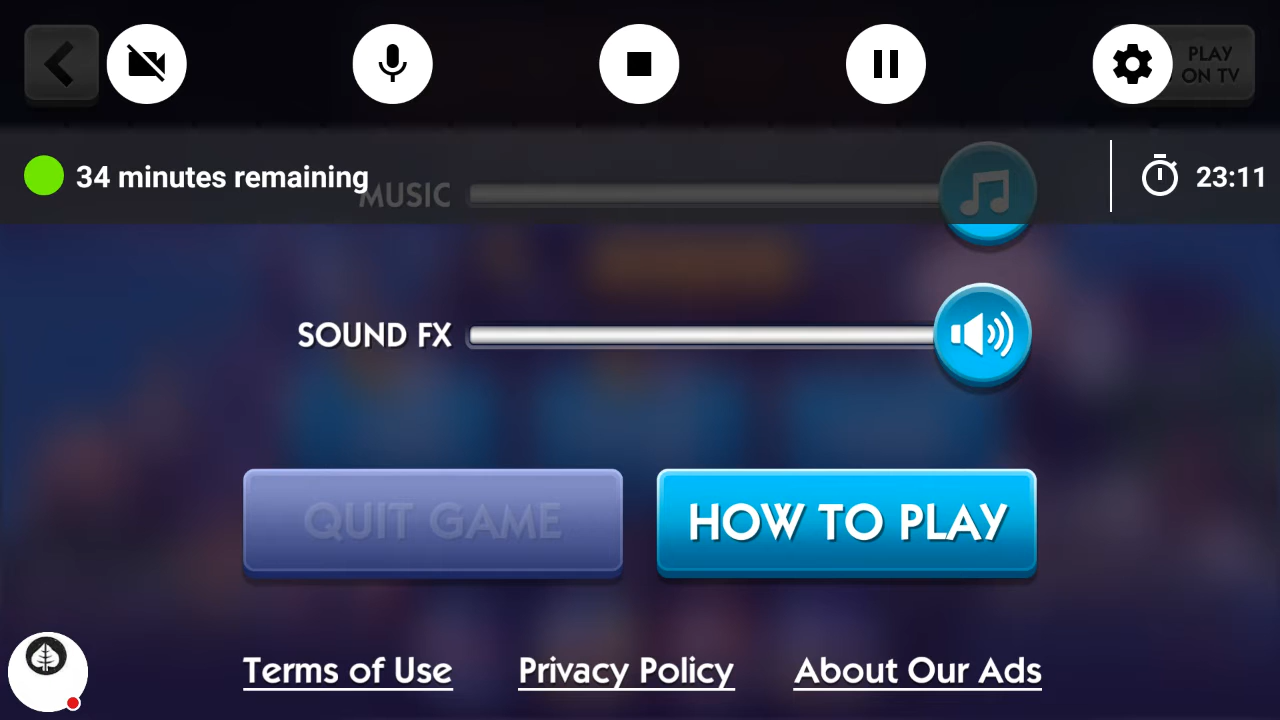 PLAY
ON TV
34 minutes remaining
23:11
MUSIC
SOUND FX
QUIT GAME
HOW TO PLAY
Terms of Use
Privacy Policy
About Our Ads